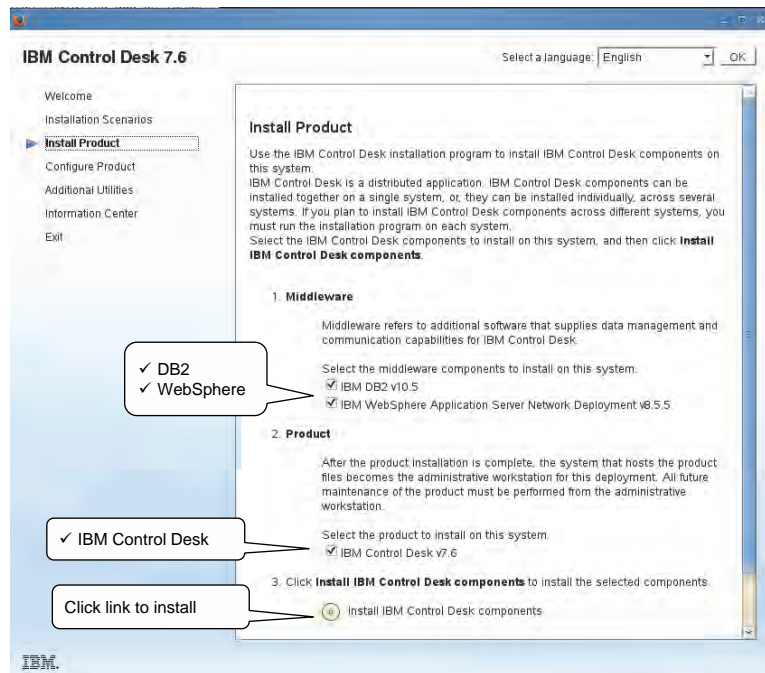 IBM Control Desk 7.6
Select a language: English OK
Welcome
Installation Scenarios
Install Product
Configure Product
Additional Utilities
Information Center
Exit
Install Product
Use the IBM Control Desk installation program to install IBM Control Desk components on
this system.
IBM Control Desk is a distributed application. IBM Control Desk components can be
installed together on a single system, or, they can be installed individually, across several
systems. If you plan to install IBM Control Desk components across different systems, you
must run the installation program on each system.
Select the IBM Control Desk components to install on this system, and then click Install
IBM Control Desk components.
1. Middleware
Middleware refers to additional software that supplies data management and
communication capabilities for IBM Control Desk.
Select the middleware components to install on this system.
✓ DB2
✓ WebSphere
IBM DB2 v10.5
IBM WebSphere Application Server Network Deployment v8.5.5
2. Product
After the product installation is complete, the system that hosts the product
files becomes the administrative workstation for this deployment. All future
maintenance of the product must be performed from the administrative
workstation.
Select the product to install on this system.
✓ IBM Control Desk
IBM Control Desk v7.6
3. Click Install IBM Control Desk components to install the selected components.
Click link to install
Install IBM Control Desk components
IBM.